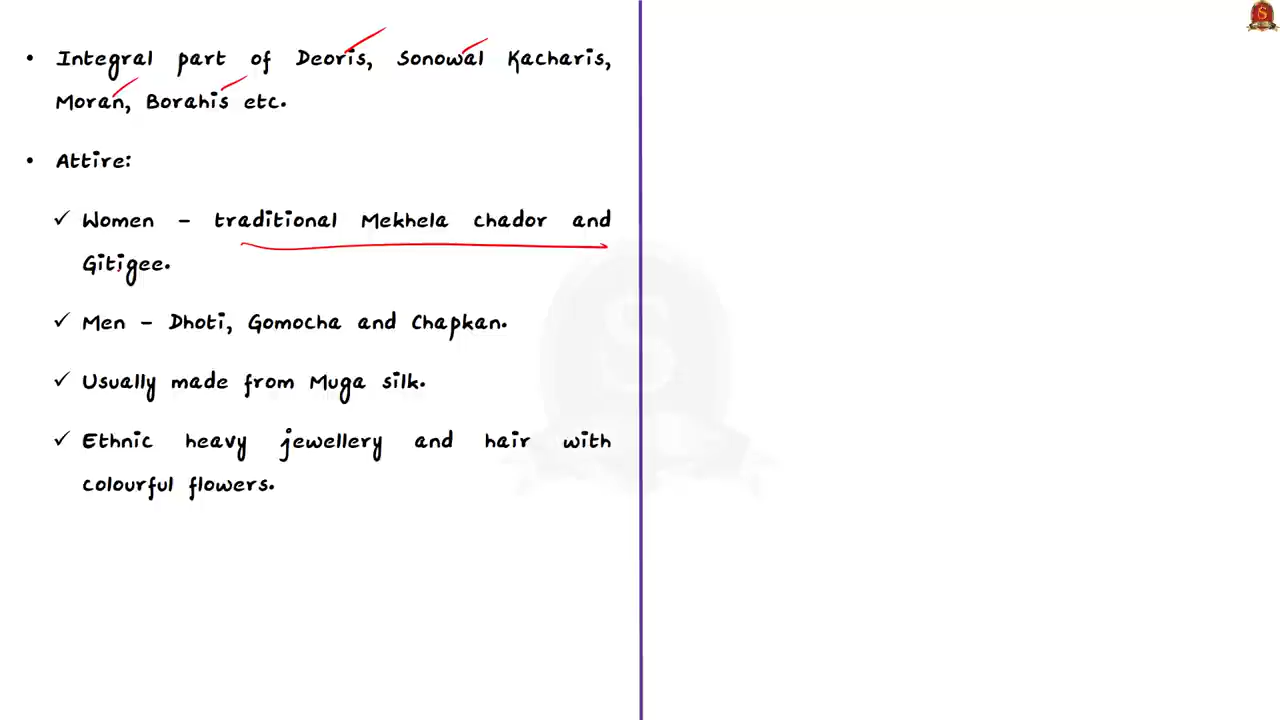 • Integral part of Deoris, Sonowal Kacharis,
Moran, Borahis etc.
• Attire:
✓ Women – traditional Mekhela chador and
Gitigee.
✓ Men – Dhoti, Gomocha and Chapkan.
✓ Usually made from Muga silk.
✓ Ethnic heavy jewellery and hair with
colourful flowers.
S
S